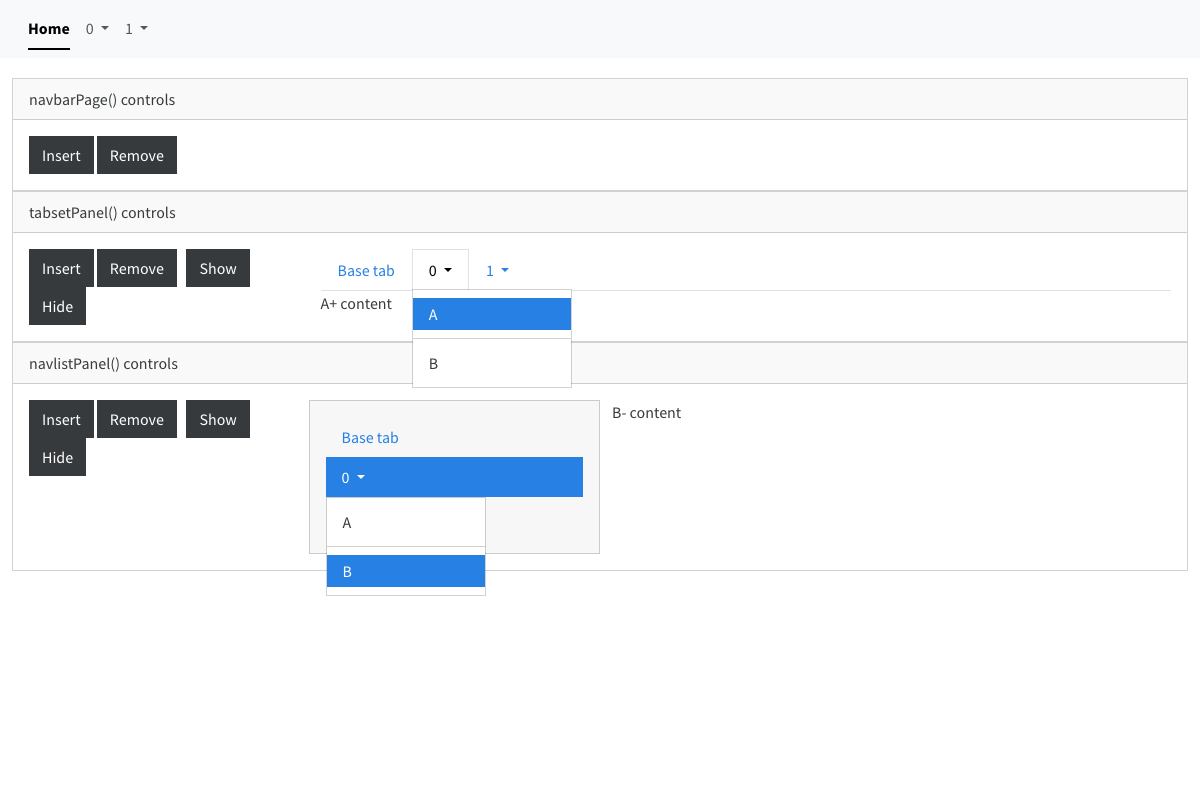 Home 0 1
navbarPage() controls
Insert Remove
tabsetPanel() controls
Insert Remove Show
Hide
Base tab 0 1
A+ content
A
B
navlistPanel() controls
Insert Remove Show
Hide
Base tab
0
A
B
B- content